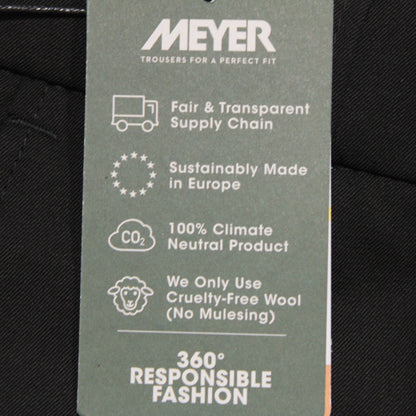 MEYER
TROUSERS FOR A PERFECT FIT
Fair & Transparent
Supply Chain
Sustainably Made
in Europe
CO₂
100% Climate
Neutral Product
We Only Use
Cruelty-Free Wool
(No Mulesing)
360°
RESPONSIBLE
FASHION